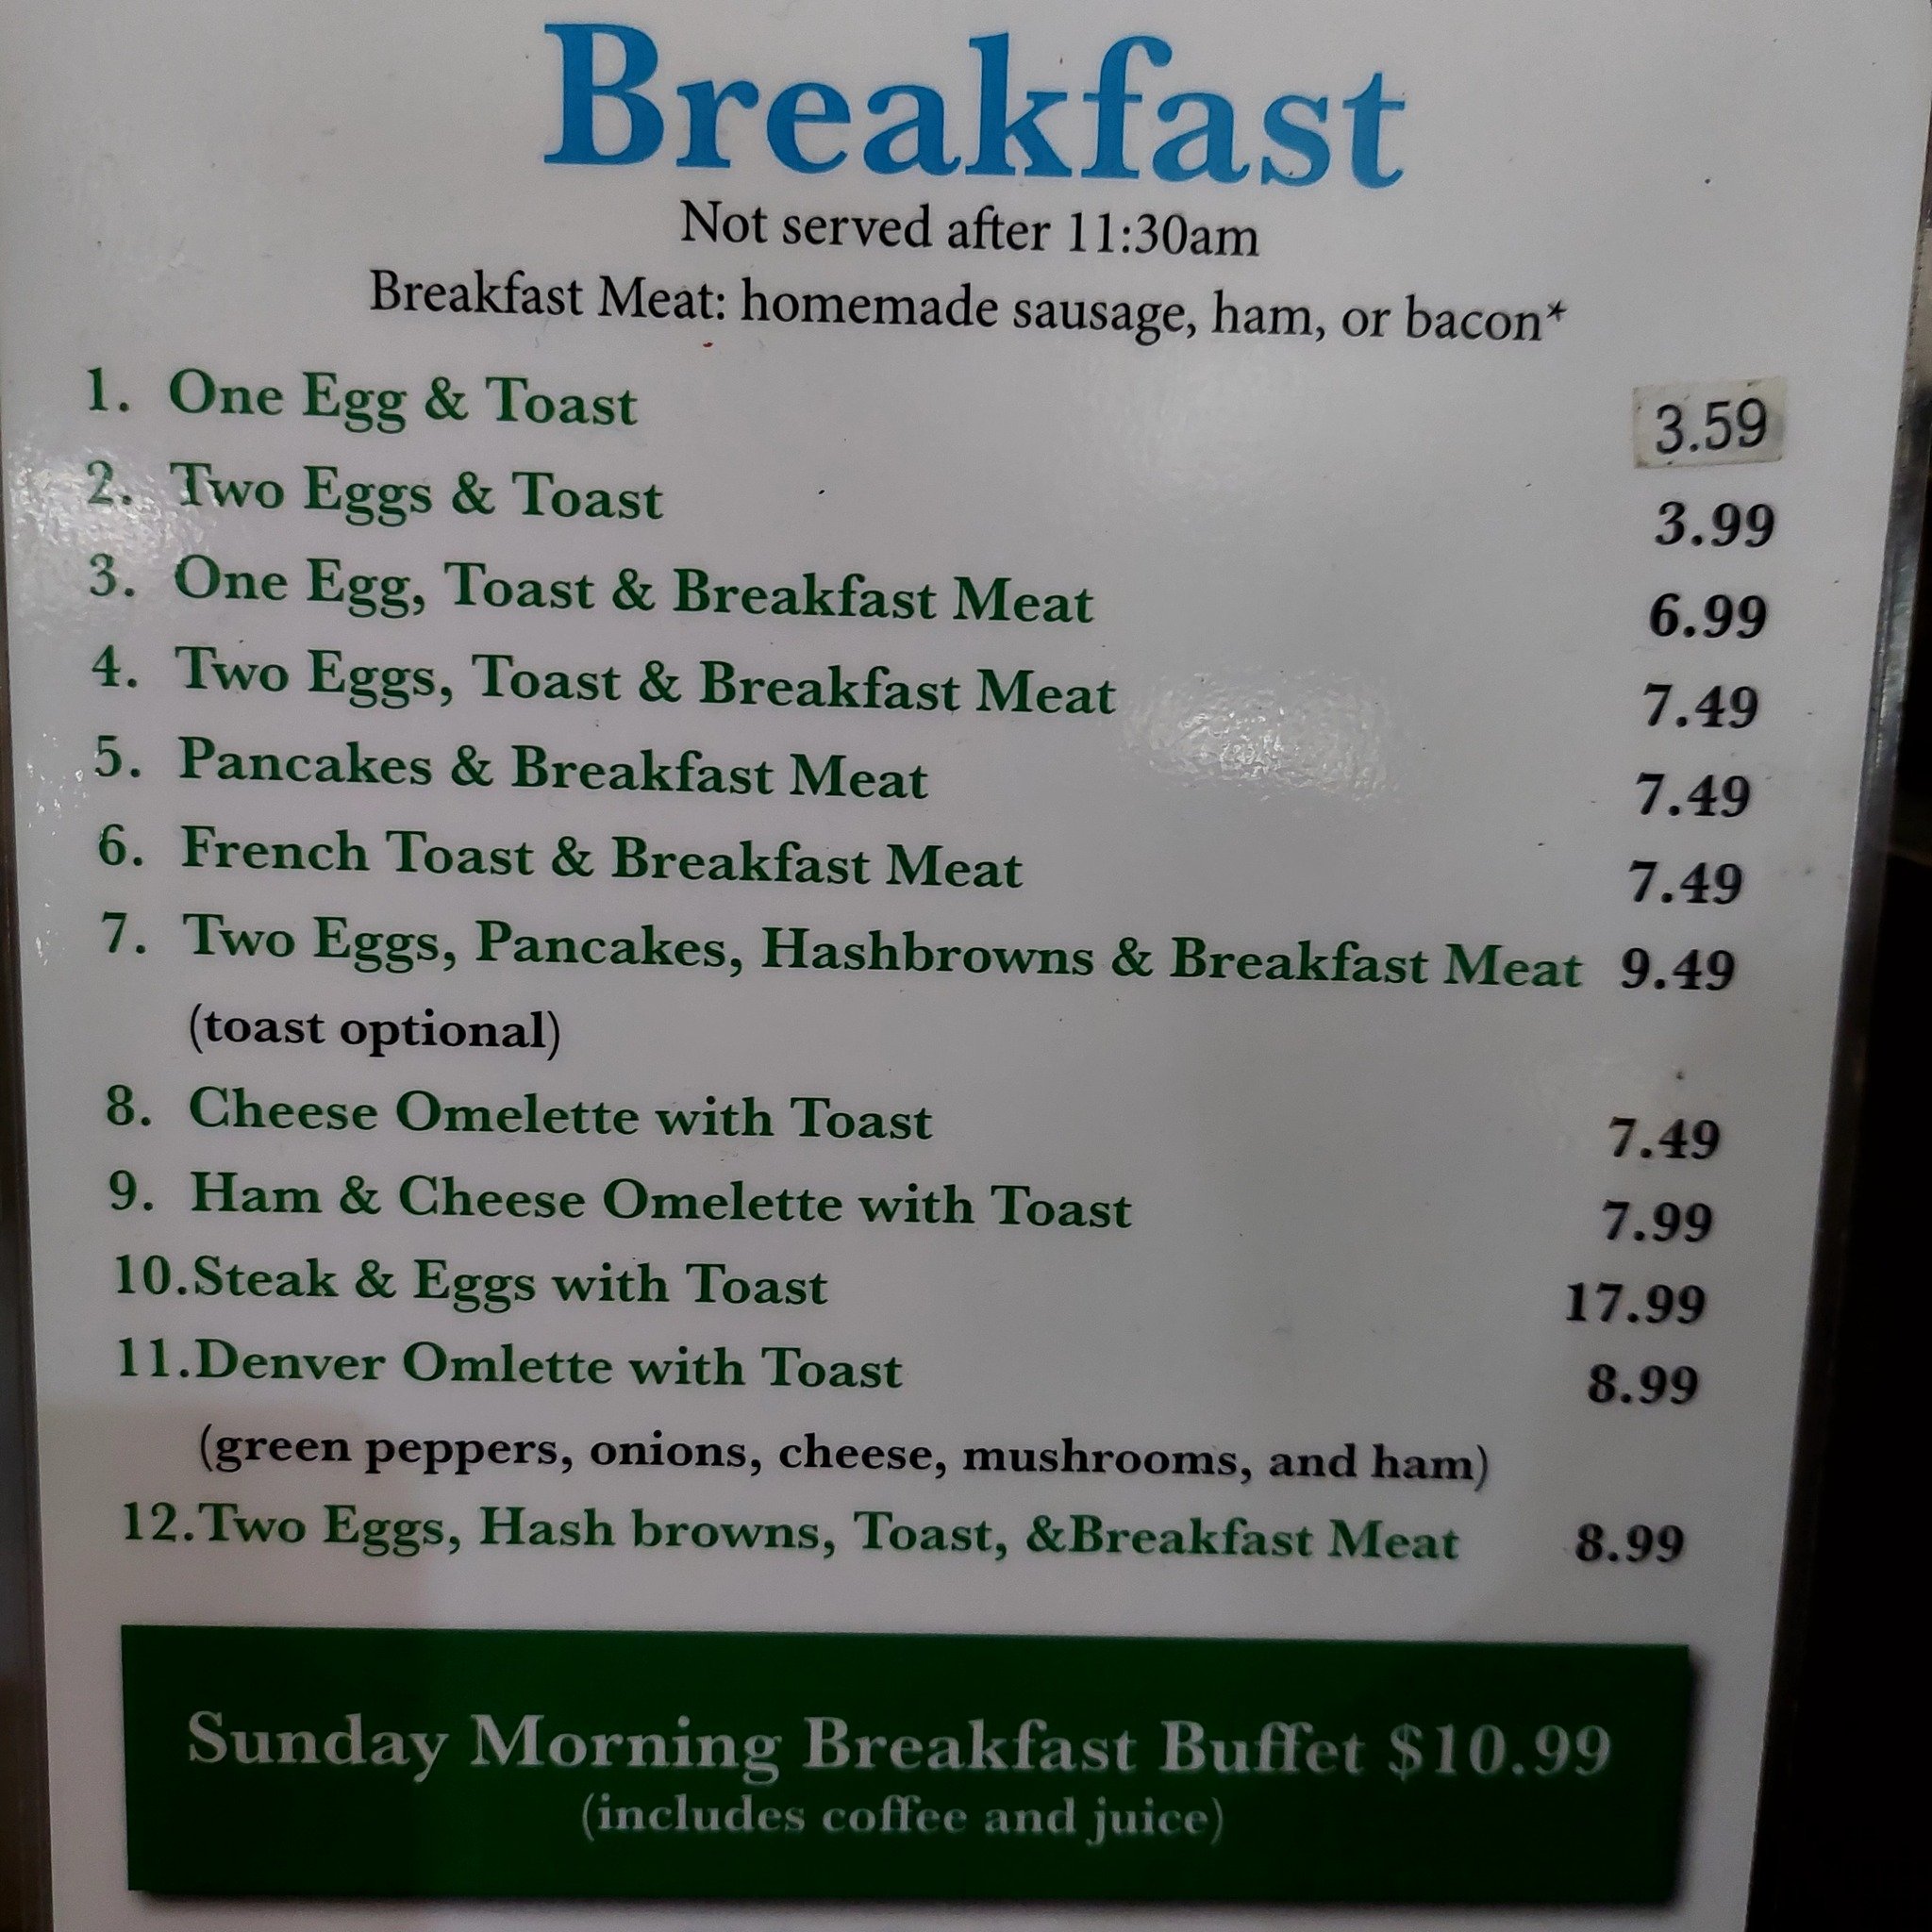 Breakfast
Not served after 11:30am
Breakfast Meat: homemade sausage, ham, or bacon*
1. One Egg & Toast 3.59
2. Two Eggs & Toast 3.99
3. One Egg, Toast & Breakfast Meat 6.99
4. Two Eggs, Toast & Breakfast Meat 7.49
5. Pancakes & Breakfast Meat 7.49
6. French Toast & Breakfast Meat 7.49
7. Two Eggs, Pancakes, Hashbrowns & Breakfast Meat 9.49
(toast optional)
8. Cheese Omelette with Toast 7.49
9. Ham & Cheese Omelette with Toast 7.99
10.Steak & Eggs with Toast 17.99
11.Denver Omlette with Toast 8.99
(green peppers, onions, cheese, mushrooms, and ham)
12.Two Eggs, Hash browns, Toast, &Breakfast Meat 8.99
Sunday Morning Breakfast Buffet $10.99
(includes coffee and juice)